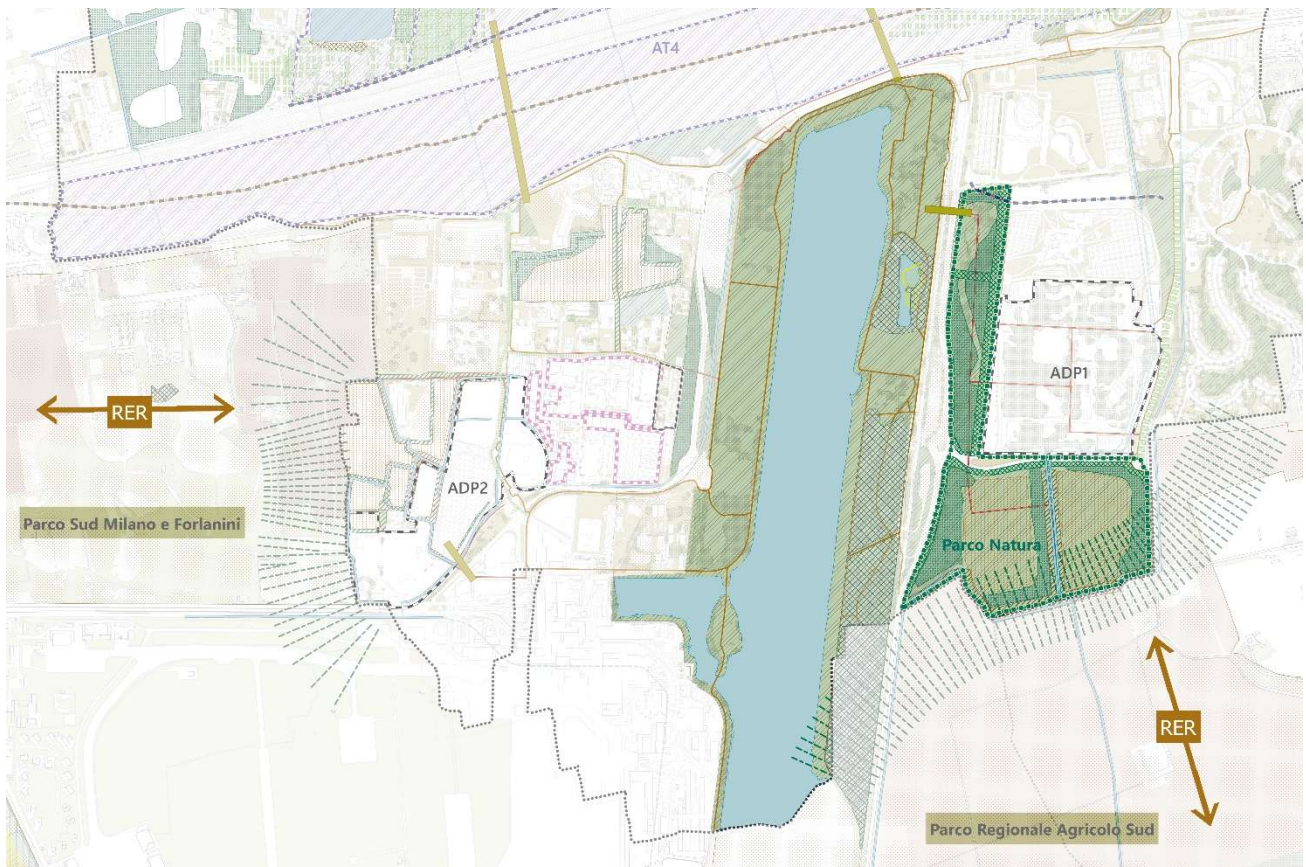 AT4
ADP1
RER
ADP2
Parco Sud Milano e Forlanini
Parco Natura
RER
Parco Regionale Agricolo Sud